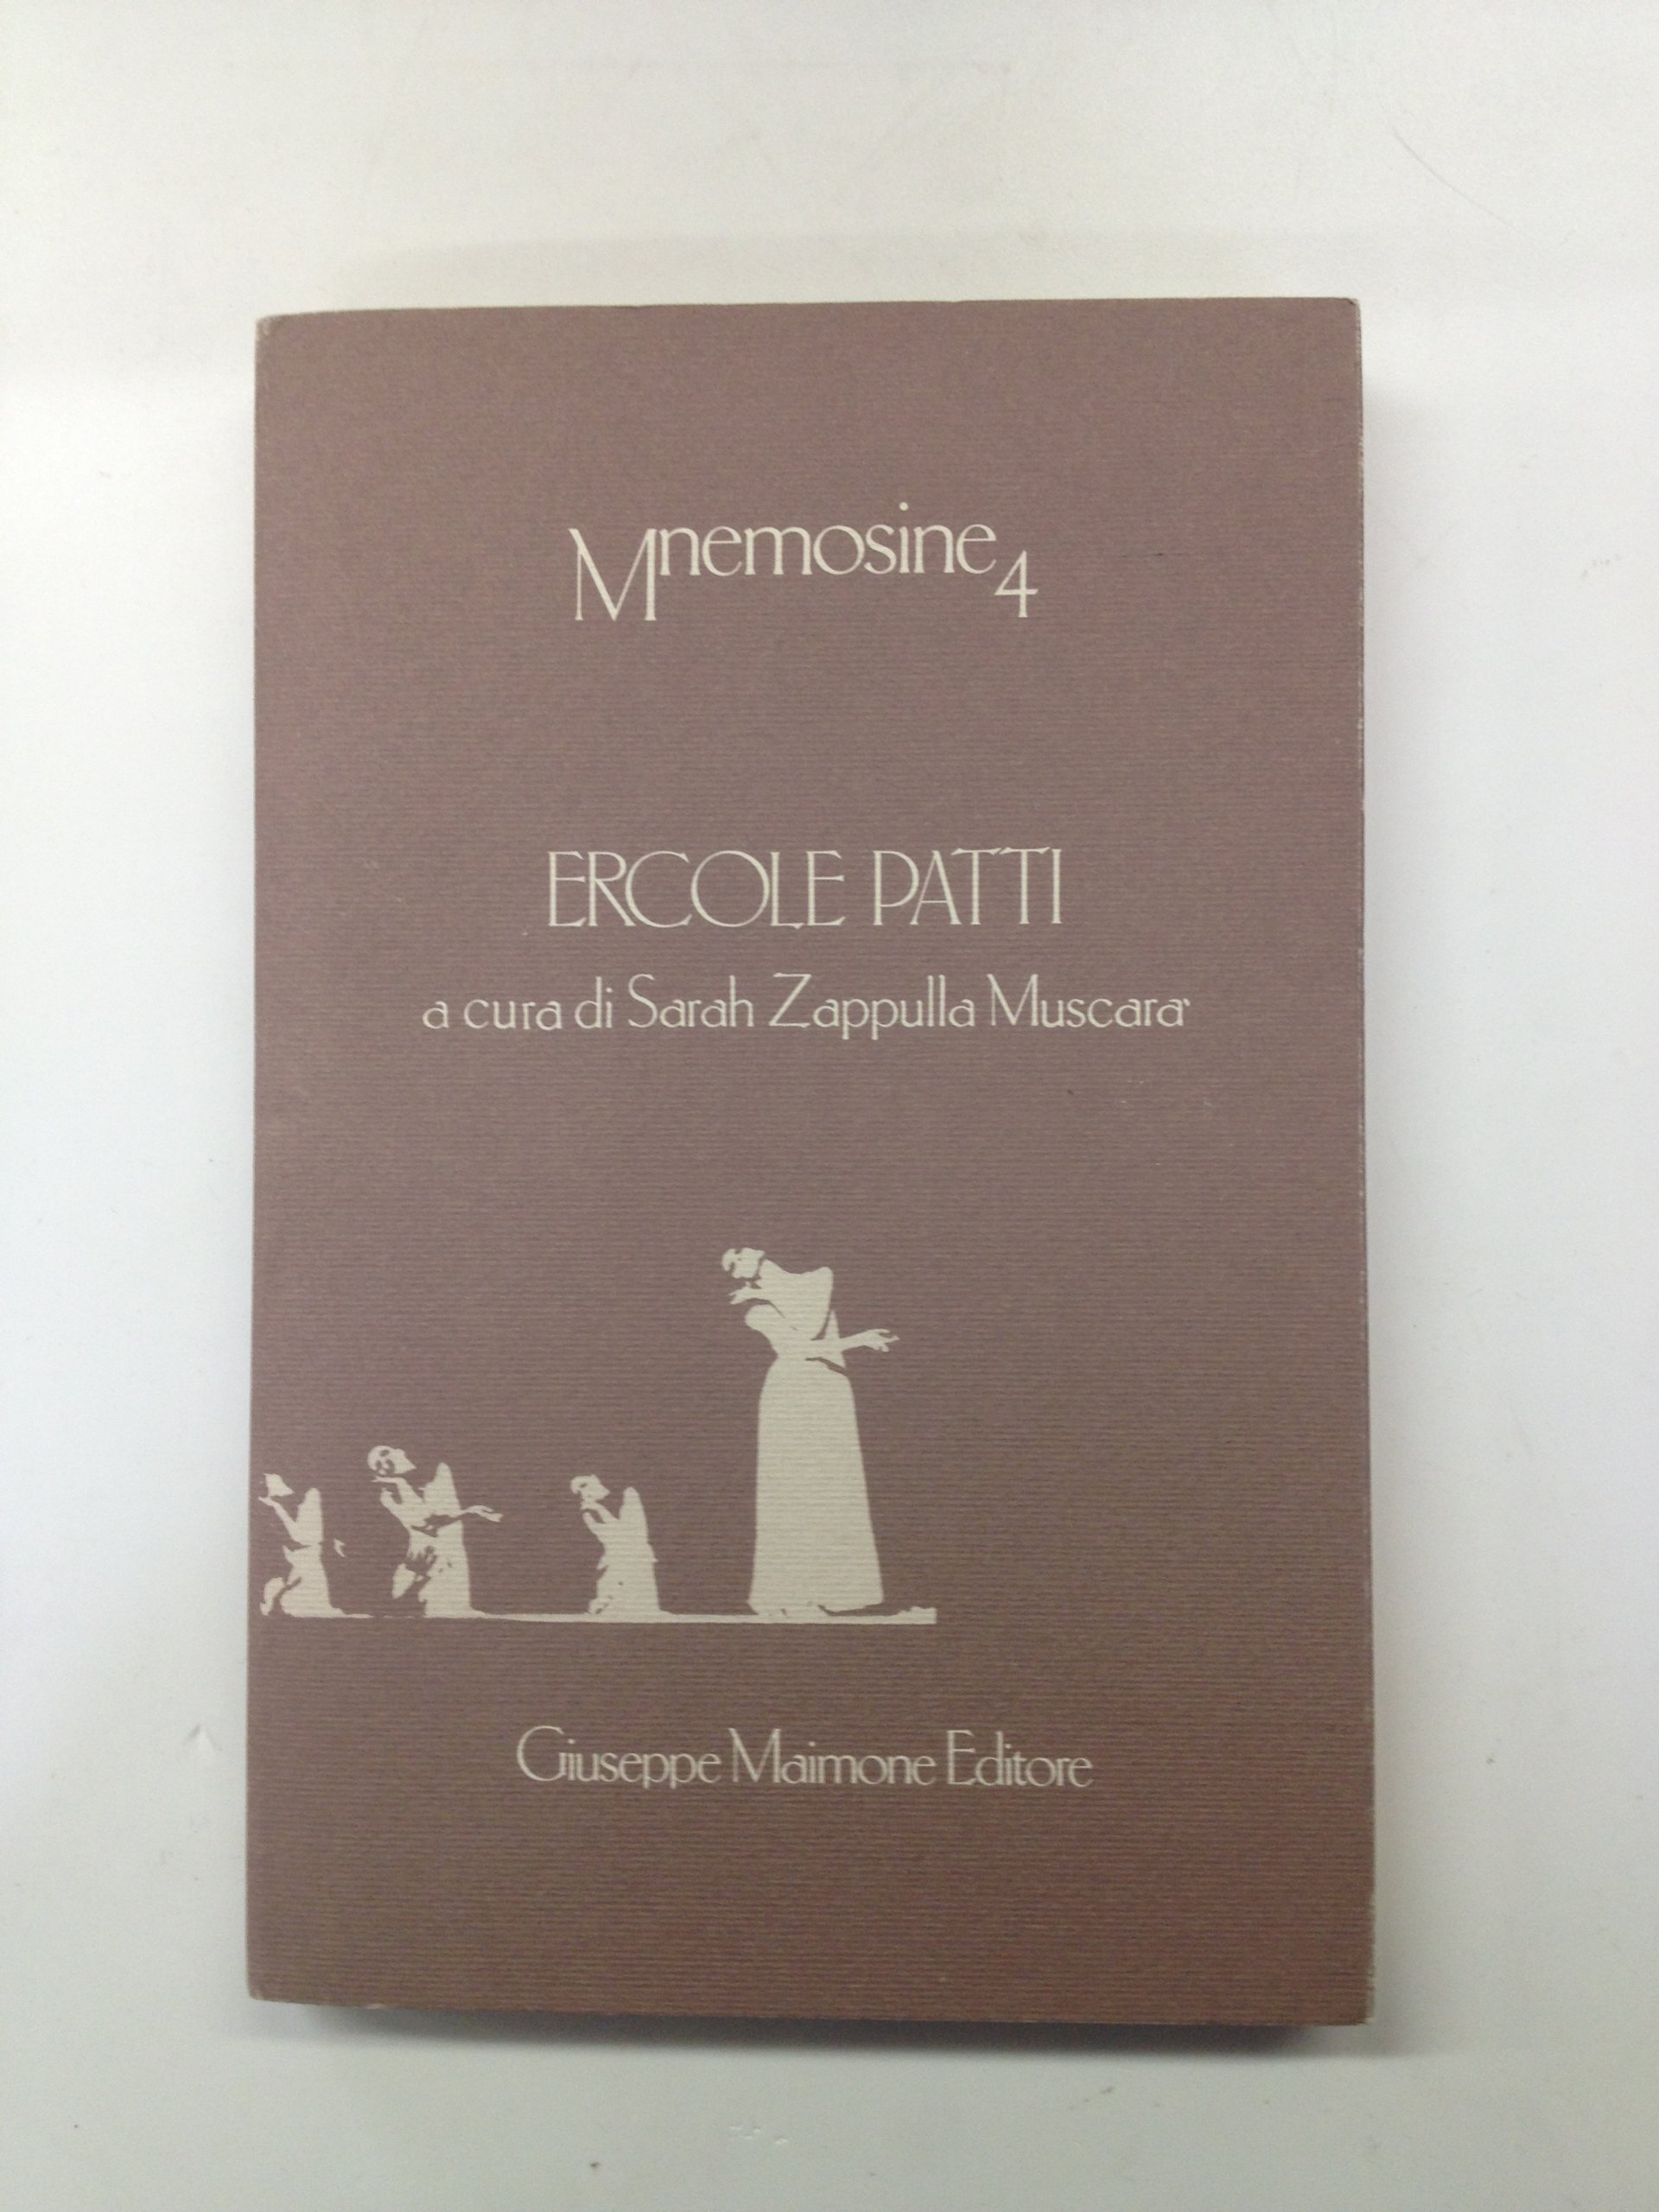 Mnemosine 4
ERCOLE PATTI
a cura di Sarah Zappulla Muscarà
Giuseppe Maimone Editore